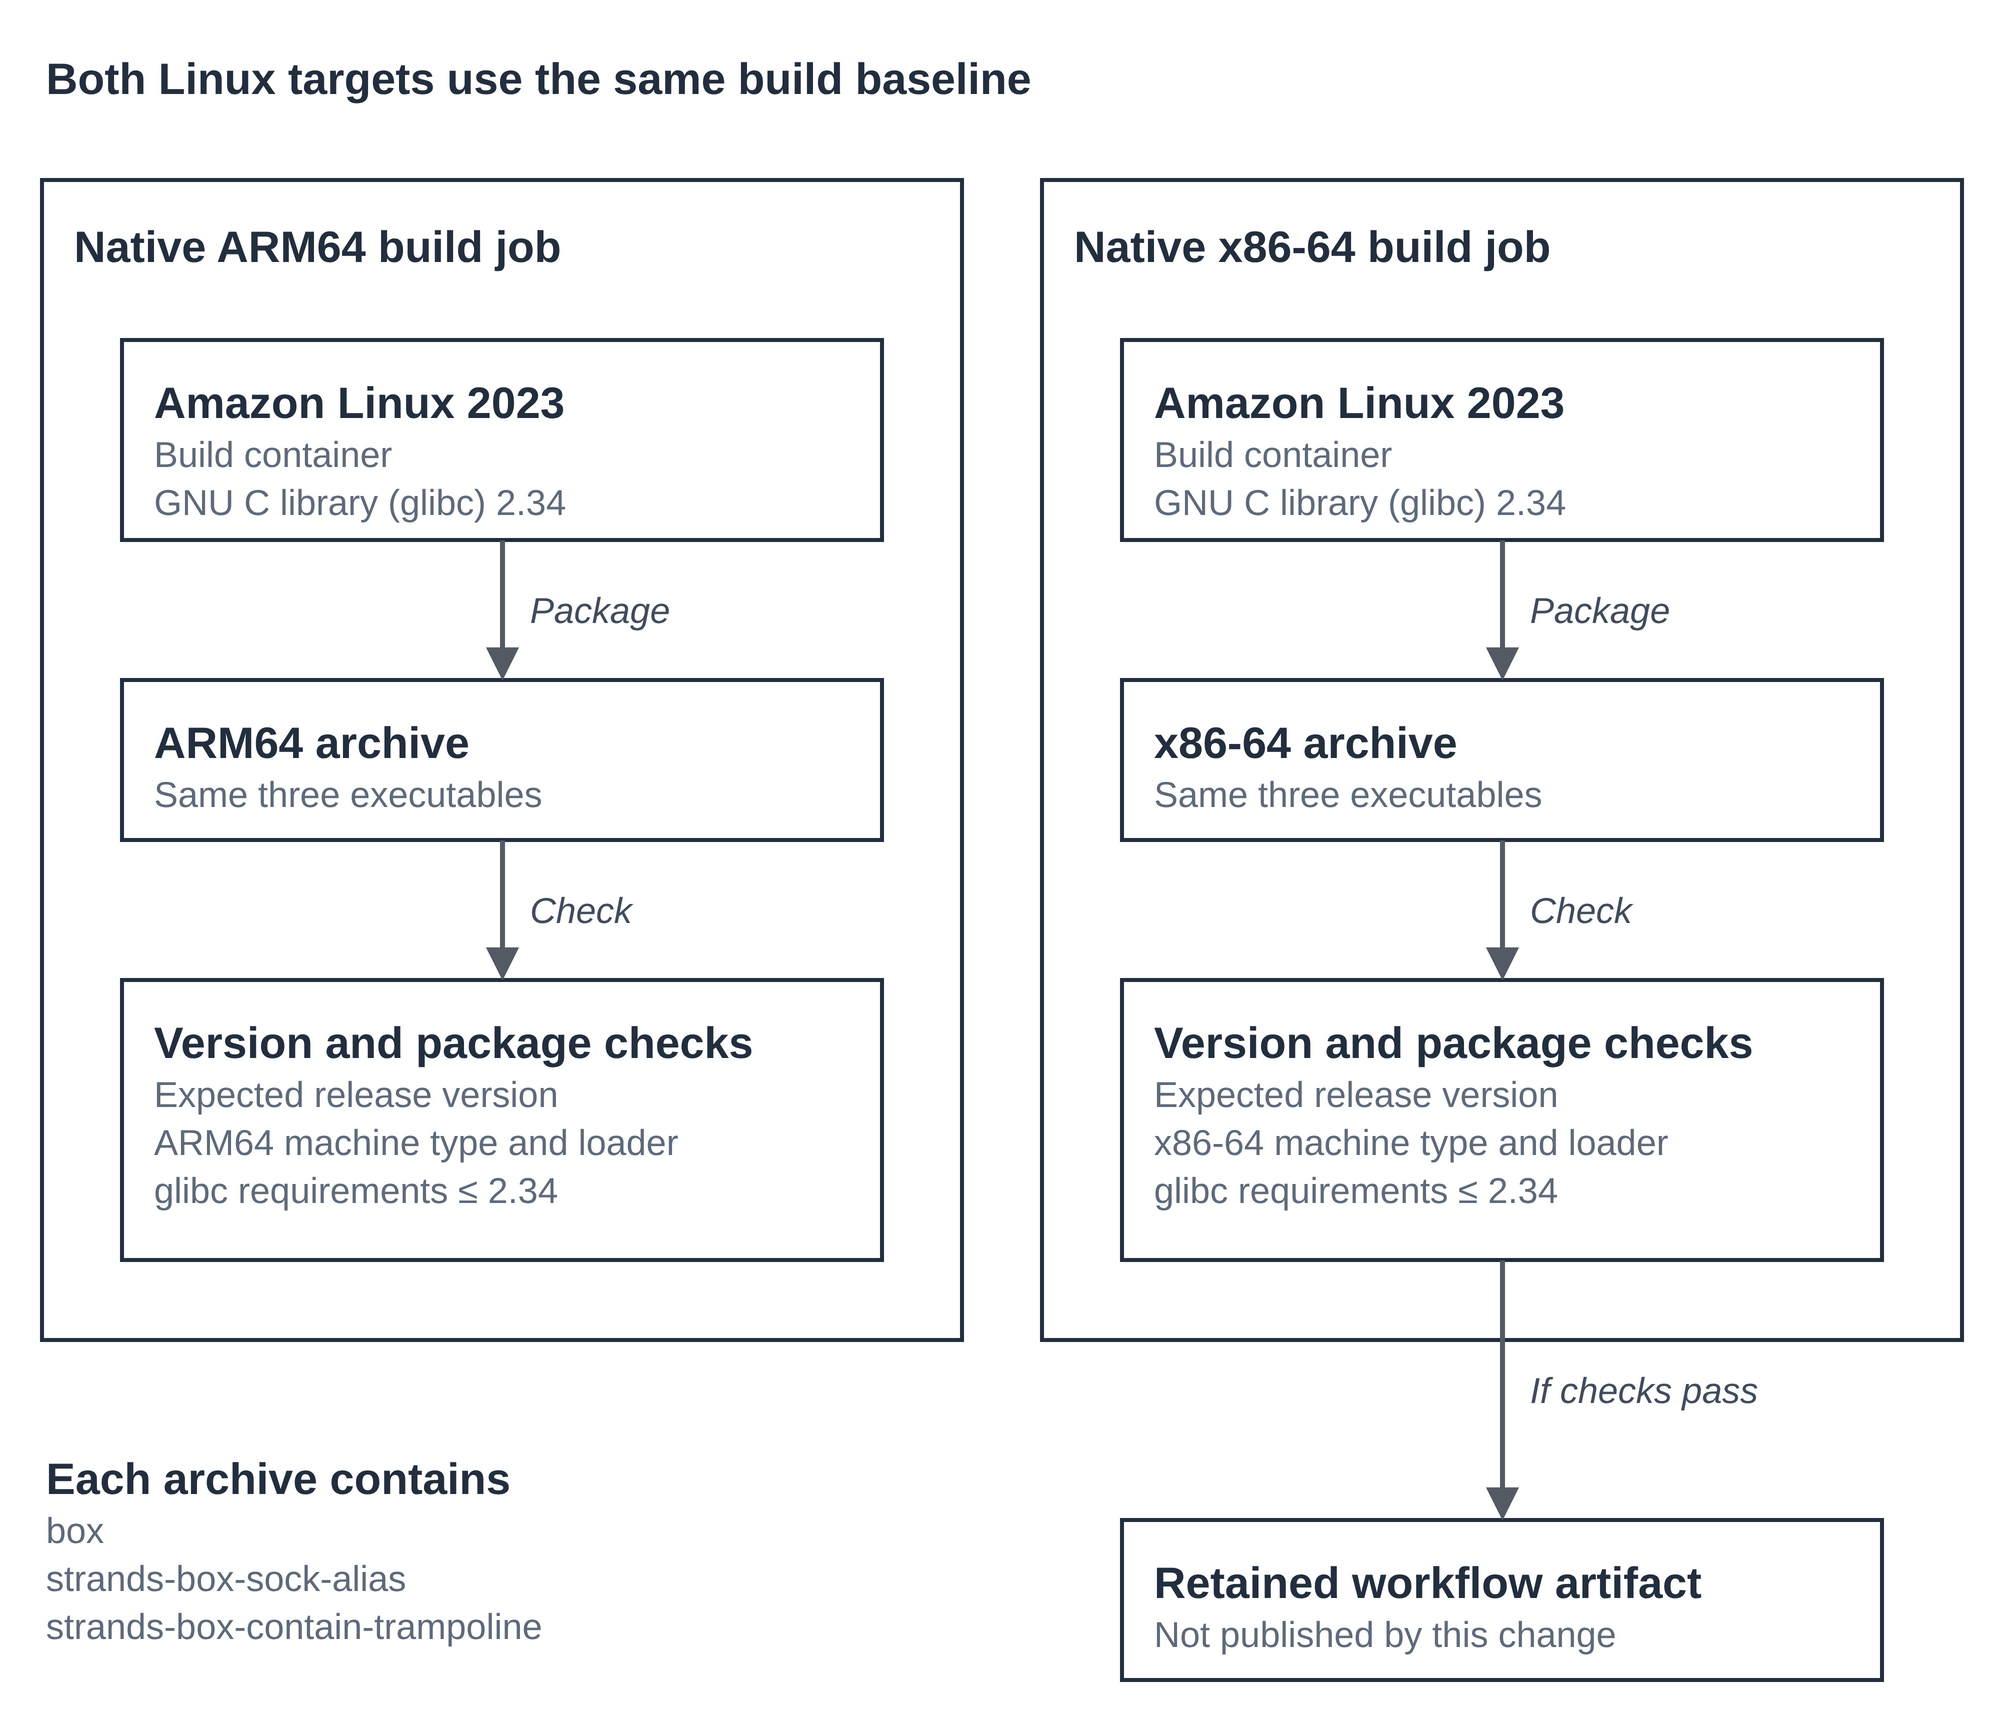 Both Linux targets use the same build baseline
Native ARM64 build job
Amazon Linux 2023
Build container
GNU C library (glibc) 2.34
Package
ARM64 archive
Same three executables
Check
Version and package checks
Expected release version
ARM64 machine type and loader
glibc requirements ≤ 2.34
Native x86-64 build job
Amazon Linux 2023
Build container
GNU C library (glibc) 2.34
Package
x86-64 archive
Same three executables
Check
Version and package checks
Expected release version
x86-64 machine type and loader
glibc requirements ≤ 2.34
If checks pass
Retained workflow artifact
Not published by this change
Each archive contains
box
strands-box-sock-alias
strands-box-contain-trampoline